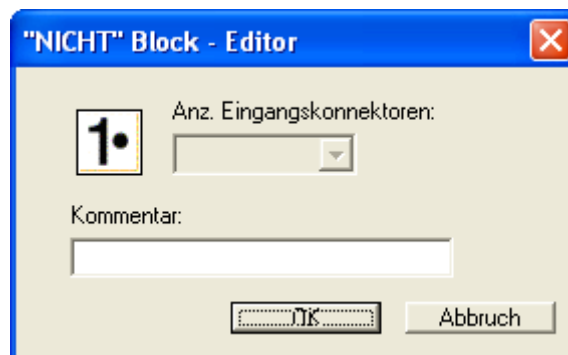 "NICHT" Block - Editor
1•
Anz. Eingangskonnektoren:
Kommentar:
OK
Abbruch